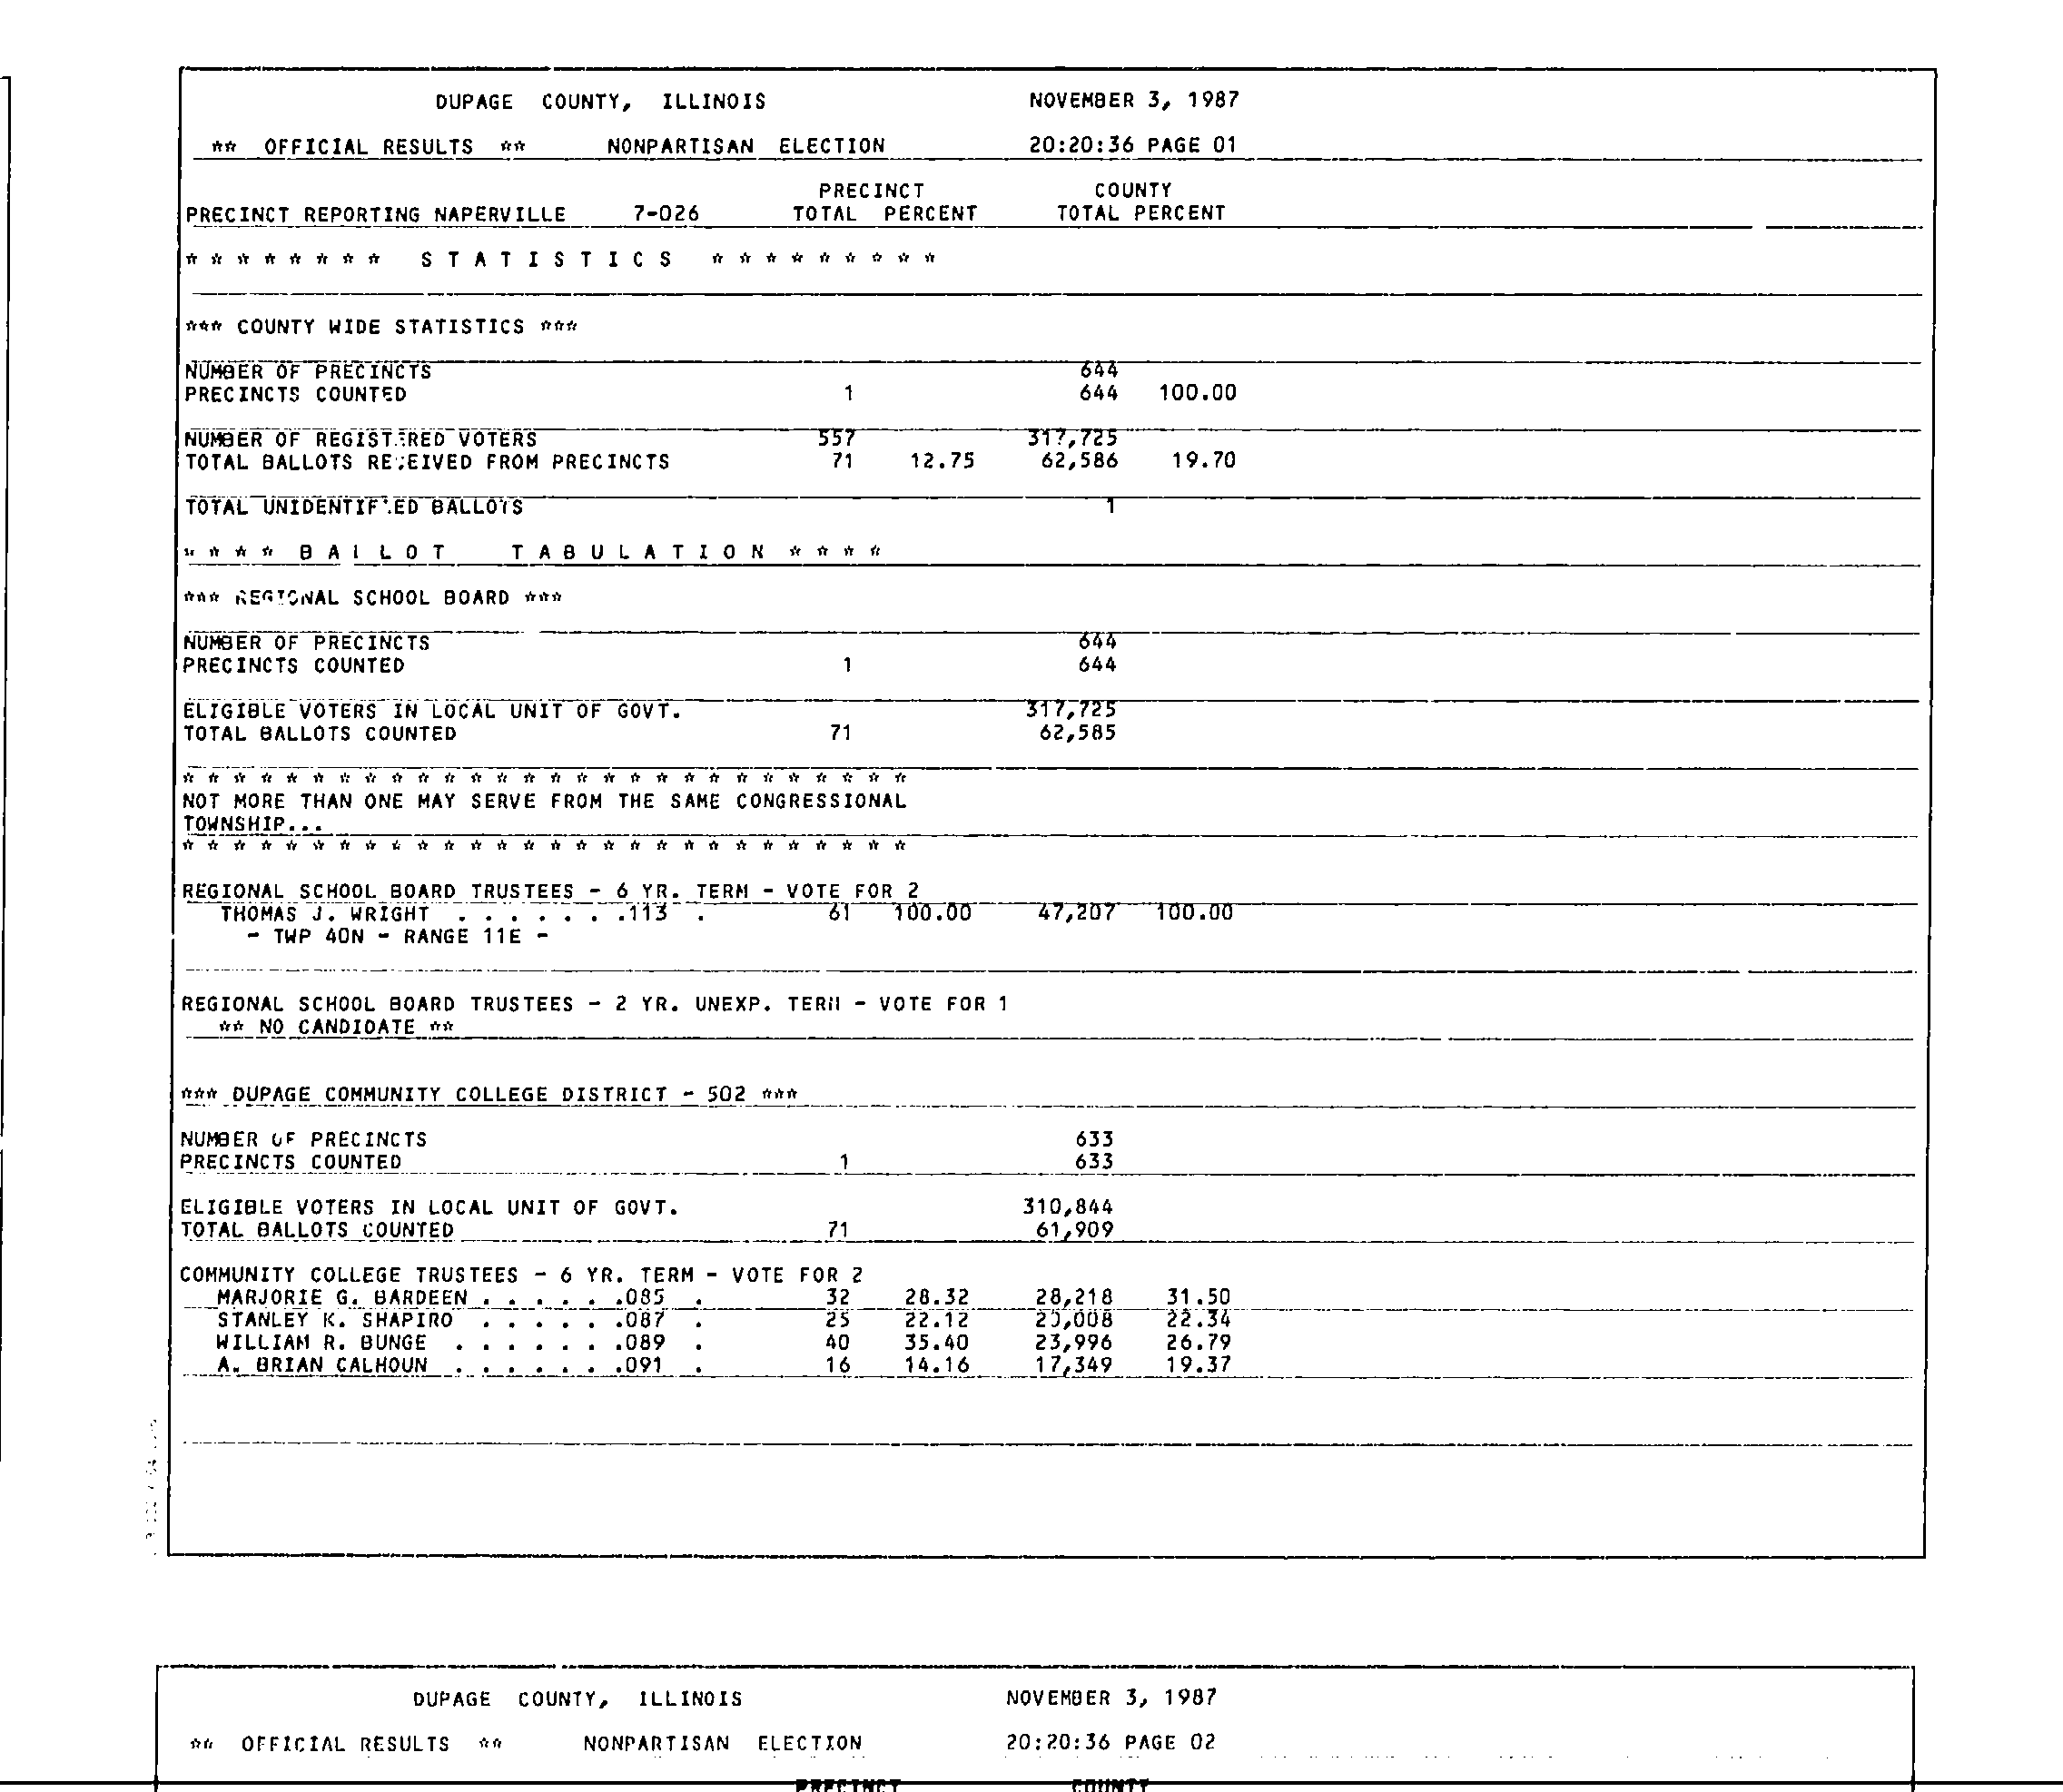 DUPAGE COUNTY, ILLINOIS NOVEMBER 3, 1987
** OFFICIAL RESULTS ** NONPARTISAN ELECTION 20:20:36 PAGE 01
PRECINCT COUNTY
PRECINCT REPORTING NAPERVILLE 7-026 TOTAL PERCENT TOTAL PERCENT
* * * * * * * * S T A T I S T I C S * * * * * * * * *
*** COUNTY WIDE STATISTICS ***
NUMBER OF PRECINCTS 644
PRECINCTS COUNTED 1 644 100.00
NUMBER OF REGISTERED VOTERS 557 317,725
TOTAL BALLOTS RECEIVED FROM PRECINCTS 71 12.75 62,586 19.70
TOTAL UNIDENTIFIED BALLOTS 1
* * * * B A L L O T T A B U L A T I O N * * * *
*** REGIONAL SCHOOL BOARD ***
NUMBER OF PRECINCTS 644
PRECINCTS COUNTED 1 644
ELIGIBLE VOTERS IN LOCAL UNIT OF GOVT. 317,725
TOTAL BALLOTS COUNTED 71 62,585
* * * * * * * * * * * * * * * * * * * * * * * * * * * *
NOT MORE THAN ONE MAY SERVE FROM THE SAME CONGRESSIONAL
TOWNSHIP...
* * * * * * * * * * * * * * * * * * * * * * * * * * * *
REGIONAL SCHOOL BOARD TRUSTEES - 6 YR. TERM - VOTE FOR 2
THOMAS J. WRIGHT . . . . . . .113 . 61 100.00 47,207 100.00
- TWP 40N - RANGE 11E -
REGIONAL SCHOOL BOARD TRUSTEES - 2 YR. UNEXP. TERM - VOTE FOR 1
** NO CANDIDATE **
*** DUPAGE COMMUNITY COLLEGE DISTRICT - 502 ***
NUMBER OF PRECINCTS 633
PRECINCTS COUNTED 1 633
ELIGIBLE VOTERS IN LOCAL UNIT OF GOVT. 310,844
TOTAL BALLOTS COUNTED 71 61,909
COMMUNITY COLLEGE TRUSTEES - 6 YR. TERM - VOTE FOR 2
MARJORIE G. BARDEEN . . . . . .085 . 32 28.32 28,218 31.50
STANLEY K. SHAPIRO . . . . . .087 . 25 22.12 20,008 22.34
WILLIAM R. BUNGE . . . . . . .089 . 40 35.40 23,996 26.79
A. BRIAN CALHOUN . . . . . . .091 . 16 14.16 17,349 19.37
DUPAGE COUNTY, ILLINOIS NOVEMBER 3, 1987
** OFFICIAL RESULTS ** NONPARTISAN ELECTION 20:20:36 PAGE 02
PRECINCT COUNTY